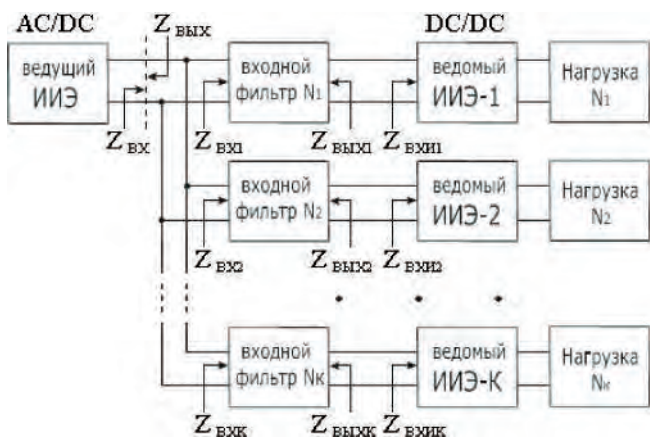 AC/DC
Z ВЫХ
DC/DC
ведущий
ИИЭ
входной
фильтр N1
ведомый
ИИЭ-1
Нагрузка
N1
Z ВХ
Z ВХ1
Z ВЫХ1
Z ВХИ1
входной
фильтр N2
ведомый
ИИЭ-2
Нагрузка
N2
Z ВХ2
Z ВЫХ2
Z ВХИ2
входной
фильтр Nк
ведомый
ИИЭ-К
Нагрузка
Nк
Z ВХК
Z ВЫХК
Z ВХИК